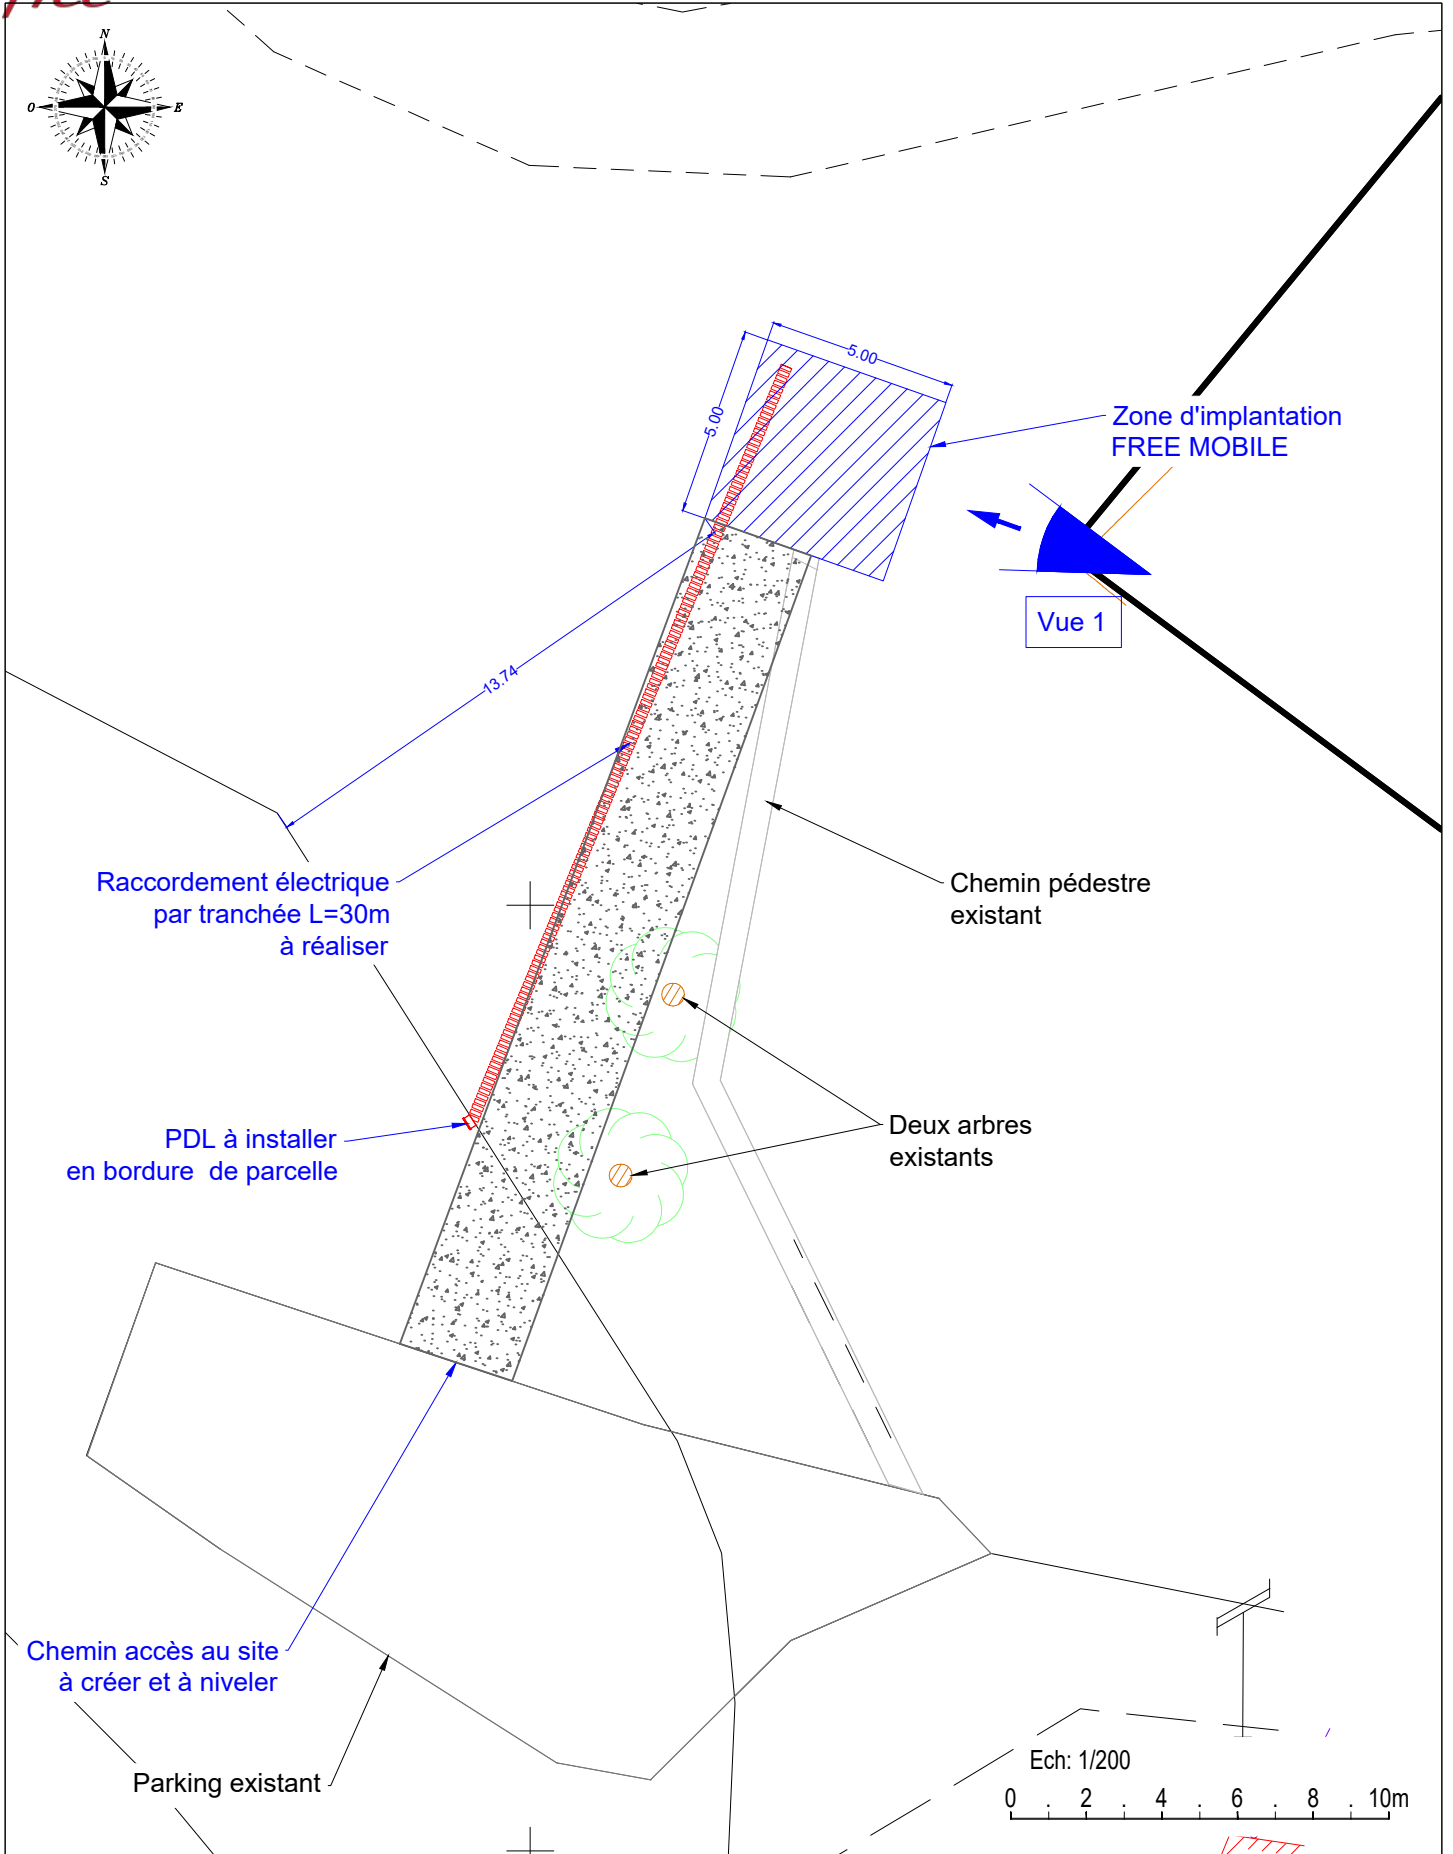 free
N
O
E
S
5.00
5.00
Zone d'implantation
FREE MOBILE
Vue 1
13.74
Raccordement électrique
par tranchée L=30m
à réaliser
Chemin pédestre
existant
PDL à installer
en bordure de parcelle
Deux arbres
existants
Chemin accès au site
à créer et à niveler
Parking existant
Ech: 1/200
0 . 2 . 4 . 6 . 8 . 10m